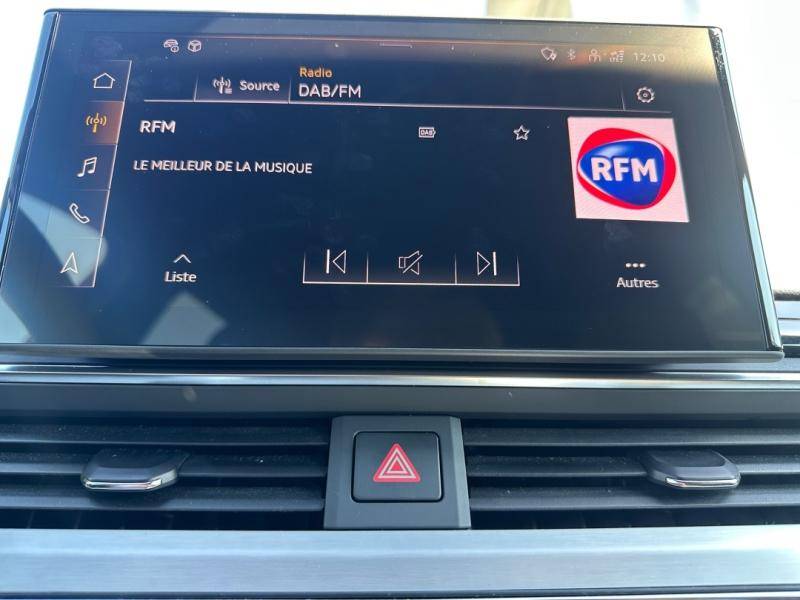 12:10
Radio
Source
DAB/FM
RFM
DAB
LE MEILLEUR DE LA MUSIQUE
RFM
Liste
Autres